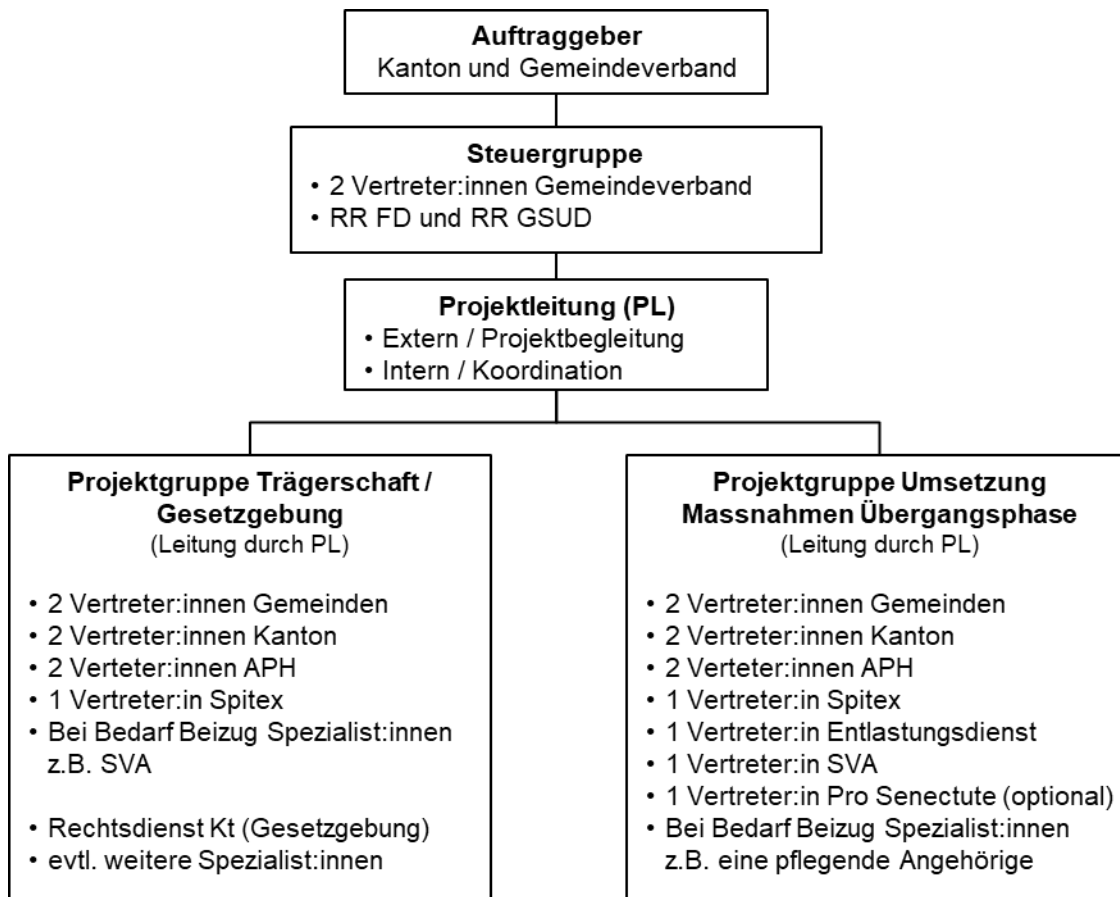 Auftraggeber
Kanton und Gemeindeverband
Steuergruppe
• 2 Vertreter:innen Gemeindeverband
• RR FD und RR GSUD
Projektleitung (PL)
• Extern / Projektbegleitung
• Intern / Koordination
Projektgruppe Trägerschaft /
Gesetzgebung
(Leitung durch PL)
• 2 Vertreter:innen Gemeinden
• 2 Vertreter:innen Kanton
• 2 Verteter:innen APH
• 1 Vertreter:in Spitex
• Bei Bedarf Beizug Spezialist:innen
z.B. SVA
• Rechtsdienst Kt (Gesetzgebung)
• evtl. weitere Spezialist:innen
Projektgruppe Umsetzung
Massnahmen Übergangsphase
(Leitung durch PL)
• 2 Vertreter:innen Gemeinden
• 2 Vertreter:innen Kanton
• 2 Verteter:innen APH
• 1 Vertreter:in Spitex
• 1 Vertreter:in Entlastungsdienst
• 1 Vertreter:in SVA
• 1 Vertreter:in Pro Senectute (optional)
• Bei Bedarf Beizug Spezialist:innen
z.B. eine pflegende Angehörige